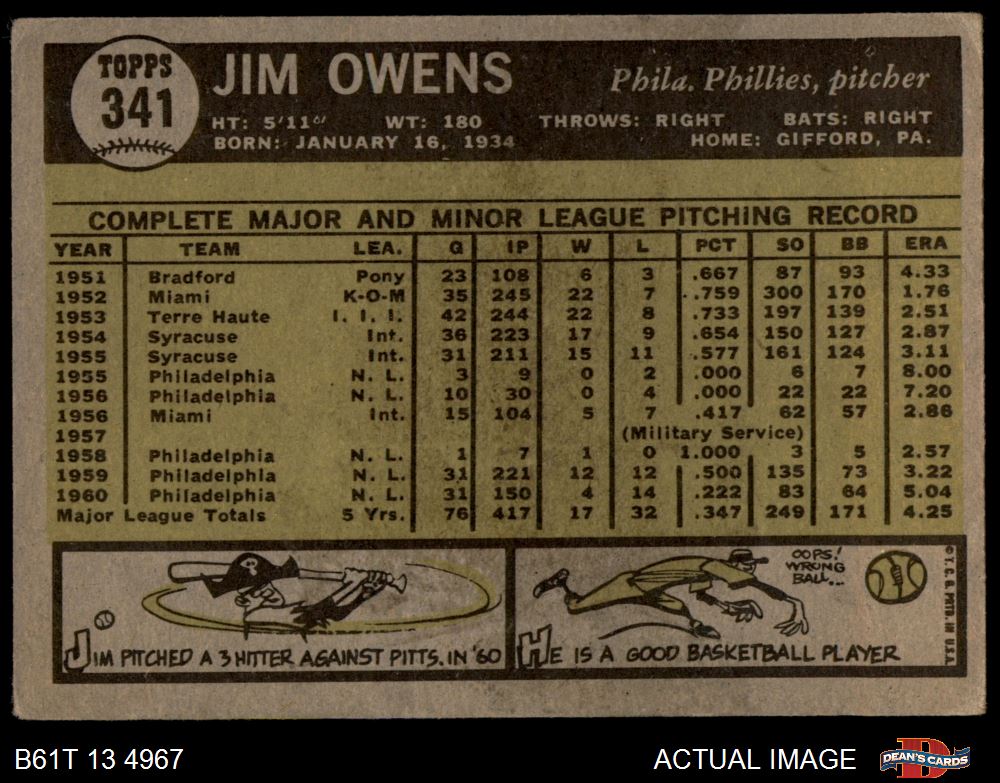 TOPPS
341
JIM OWENS
Phila. Phillies, pitcher
HT: 5'11" WT: 180 THROWS: RIGHT BATS: RIGHT
BORN: JANUARY 16, 1934 HOME: GIFFORD, PA.
COMPLETE MAJOR AND MINOR LEAGUE PITCHING RECORD
YEAR TEAM LEA. G IP W L PCT SO BB ERA
1951 Bradford Pony 23 108 6 3 .667 87 93 4.33
1952 Miami K-O-M 35 245 22 7 .759 300 170 1.76
1953 Terre Haute I. I. I. 42 244 22 8 .733 197 139 2.51
1954 Syracuse Int. 36 223 17 9 .654 150 127 2.87
1955 Syracuse Int. 31 211 15 11 .577 161 124 3.11
1955 Philadelphia N. L. 3 9 0 2 .000 6 7 8.00
1956 Philadelphia N. L. 10 30 0 4 .000 22 22 7.20
1956 Miami Int. 15 104 5 7 .417 62 57 2.86
1957 (Military Service)
1958 Philadelphia N. L. 1 7 1 0 1.000 3 5 2.57
1959 Philadelphia N. L. 31 221 12 12 .500 135 73 3.22
1960 Philadelphia N. L. 31 150 4 14 .222 83 64 5.04
Major League Totals 5 Yrs. 76 417 17 32 .347 249 171 4.25
JIM PITCHED A 3 HITTER AGAINST PITTS. IN '60
OOPS!
WRONG
BALL...
HE IS A GOOD BASKETBALL PLAYER
© T. C. G. PRTD. IN U.S.A.
B61T 13 4967
ACTUAL IMAGE
DEAN'S CARDS